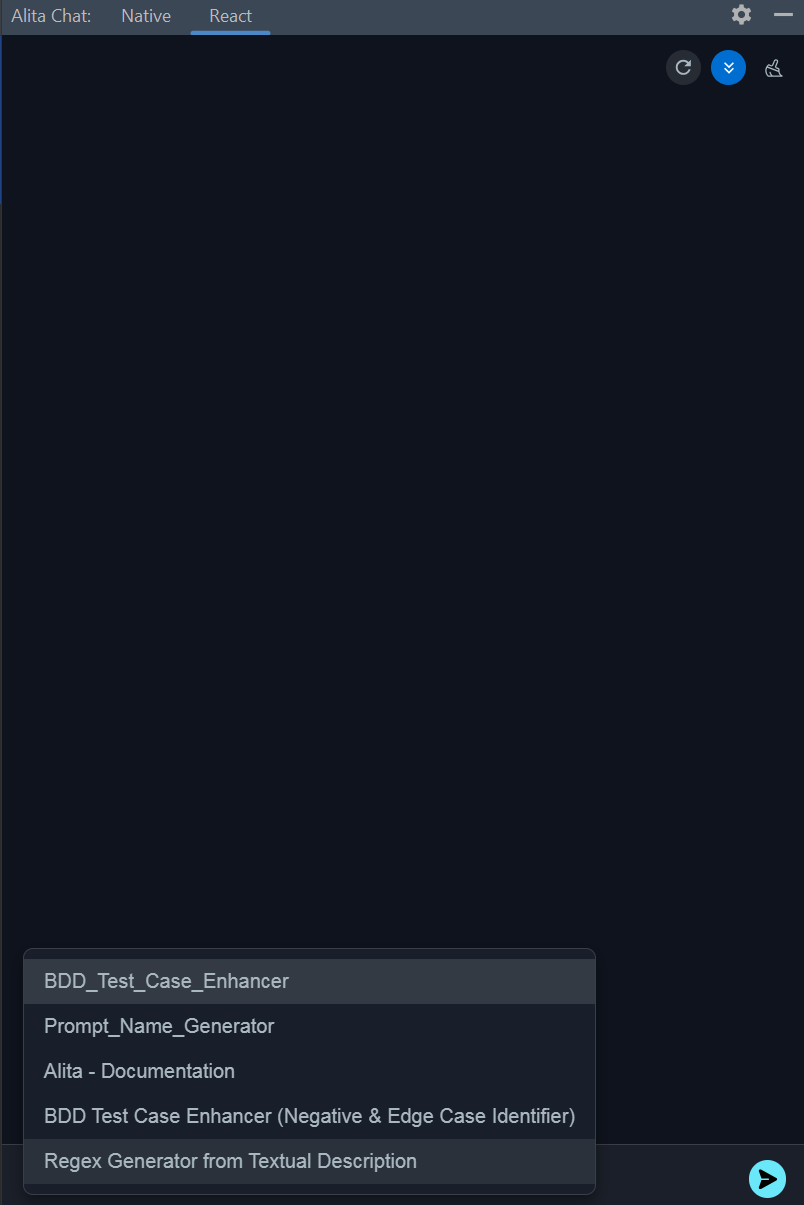 Alita Chat: Native React
BDD_Test_Case_Enhancer
Prompt_Name_Generator
Alita - Documentation
BDD Test Case Enhancer (Negative & Edge Case Identifier)
Regex Generator from Textual Description